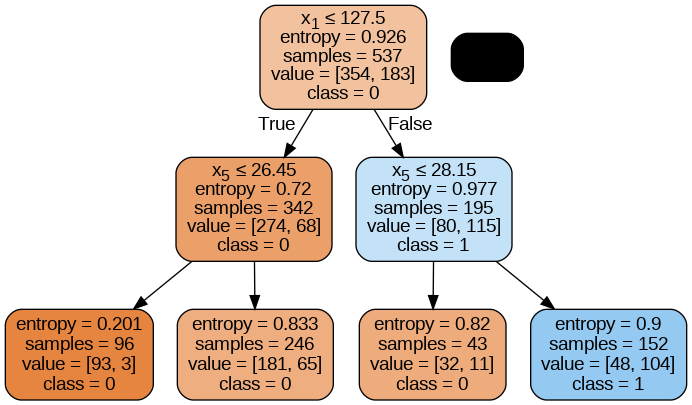 x₁ ≤ 127.5
entropy = 0.926
samples = 537
value = [354, 183]
class = 0
True
False
x₅ ≤ 26.45
entropy = 0.72
samples = 342
value = [274, 68]
class = 0
x₅ ≤ 28.15
entropy = 0.977
samples = 195
value = [80, 115]
class = 1
entropy = 0.201
samples = 96
value = [93, 3]
class = 0
entropy = 0.833
samples = 246
value = [181, 65]
class = 0
entropy = 0.82
samples = 43
value = [32, 11]
class = 0
entropy = 0.9
samples = 152
value = [48, 104]
class = 1